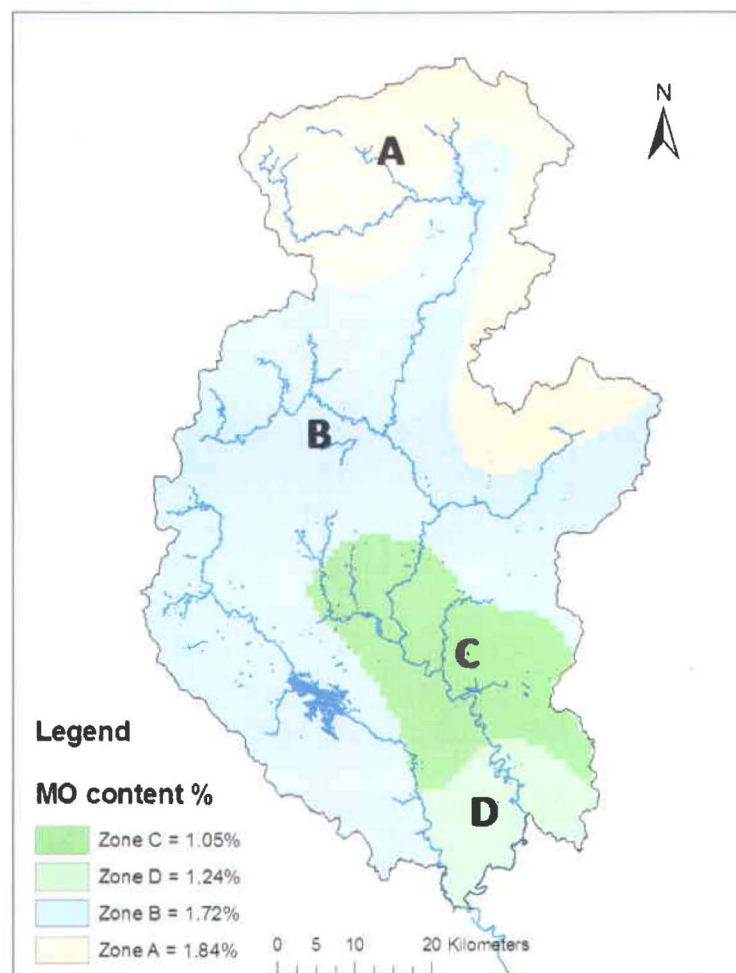 N
A
B
C
D
Legend
MO content %
Zone C = 1.05%
Zone D = 1.24%
Zone B = 1.72%
Zone A = 1.84%
0 5 10 20 Kilometers